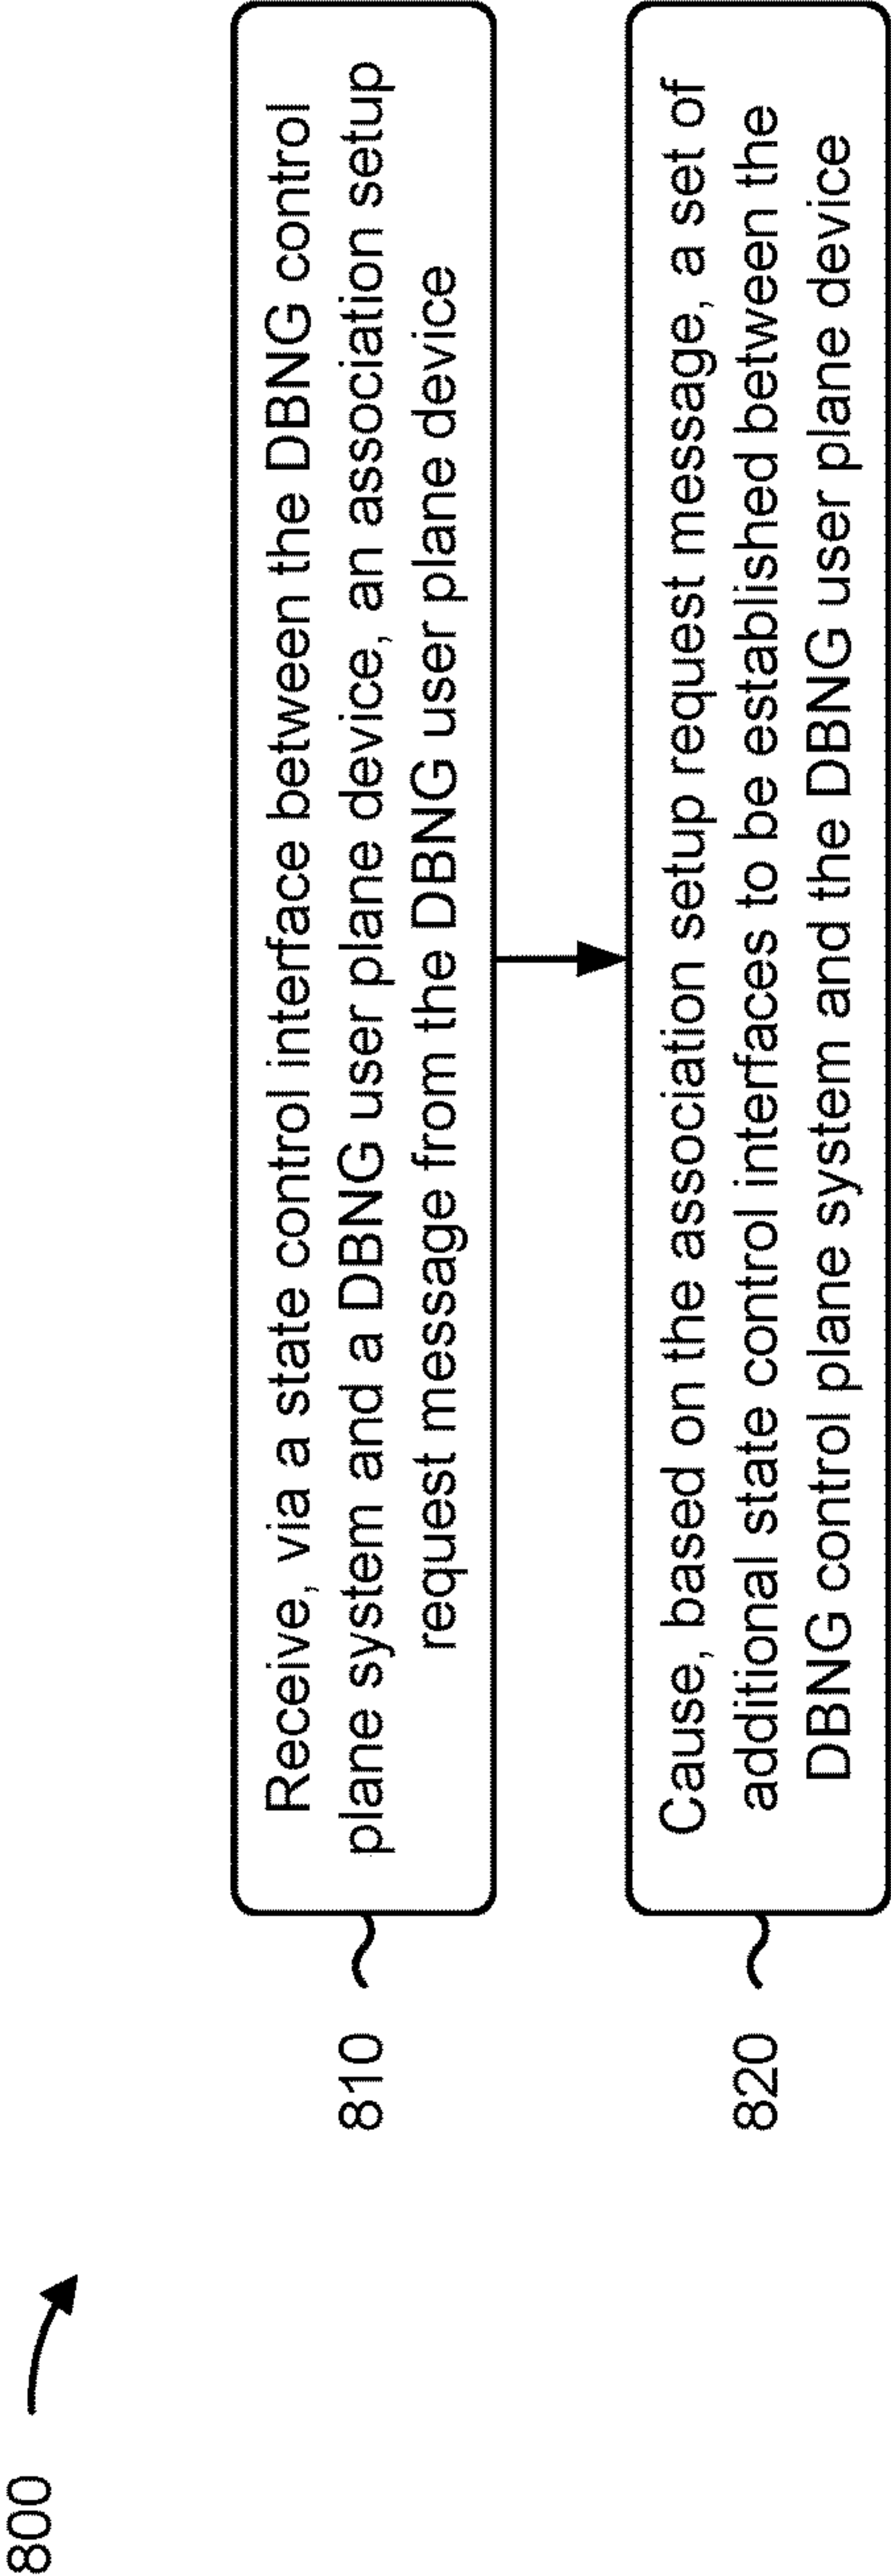 800
810
Receive, via a state control interface between the DBNG control
plane system and a DBNG user plane device, an association setup
request message from the DBNG user plane device
820
Cause, based on the association setup request message, a set of
additional state control interfaces to be established between the
DBNG control plane system and the DBNG user plane device